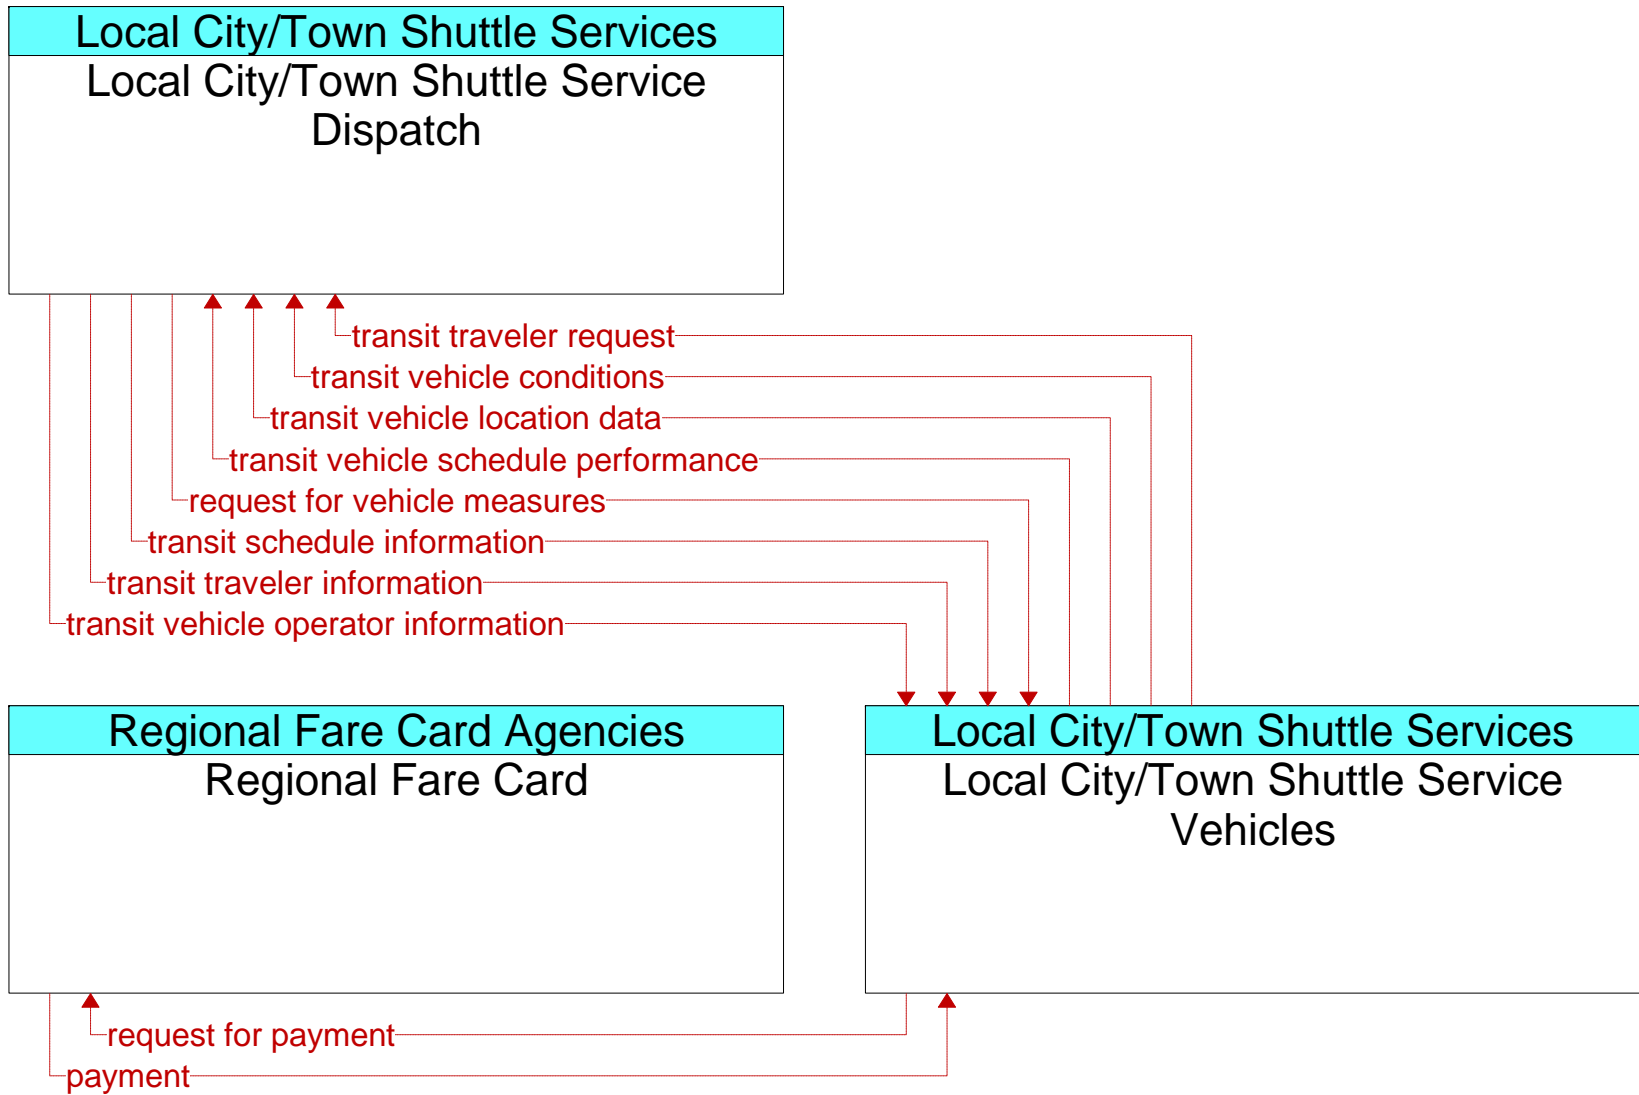 Local City/Town Shuttle Services
Local City/Town Shuttle Service
Dispatch
transit traveler request
transit vehicle conditions
transit vehicle location data
transit vehicle schedule performance
request for vehicle measures
transit schedule information
transit traveler information
transit vehicle operator information
Regional Fare Card Agencies
Regional Fare Card
Local City/Town Shuttle Services
Local City/Town Shuttle Service
Vehicles
request for payment
payment